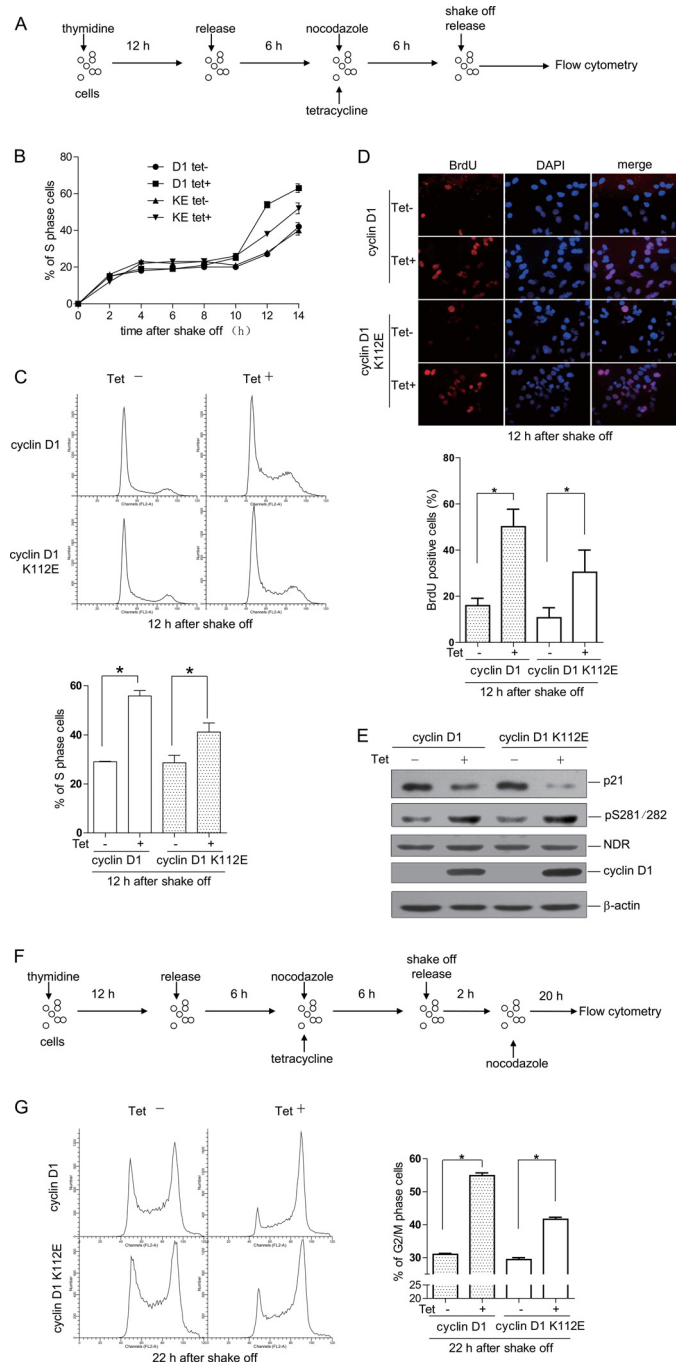 A
thymidine release nocodazole shake off release
12 h 6 h 6 h
cells tetracycline Flow cytometry
B
% of S phase cells
80
60
40
20
0
D1 tet-
D1 tet+
KE tet-
KE tet+
0 2 4 6 8 10 12 14
time after shake off (h)
C
Tet − Tet +
cyclin D1
cyclin D1 K112E
Number
Channels (FL2-A)
12 h after shake off
% of S phase cells
60
40
20
0
* *
Tet - + - +
cyclin D1 cyclin D1 K112E
12 h after shake off
D
BrdU DAPI merge
cyclin D1
Tet-
Tet+
cyclin D1 K112E
Tet-
Tet+
12 h after shake off
BrdU positive cells (%)
80
60
40
20
0
* *
Tet - + - +
cyclin D1 cyclin D1 K112E
12 h after shake off
E
cyclin D1 cyclin D1 K112E
Tet − + − +
p21
pS281/282
NDR
cyclin D1
β-actin
F
thymidine release nocodazole shake off release
12 h 6 h 6 h 2 h 20 h
cells tetracycline nocodazole Flow cytometry
G
Tet − Tet +
cyclin D1
cyclin D1 K112E
Number
Channels (FL2-A)
22 h after shake off
% of G2/M phase cells
60
50
40
30
25
20
* *
Tet - + - +
cyclin D1 cyclin D1 K112E
22 h after shake off